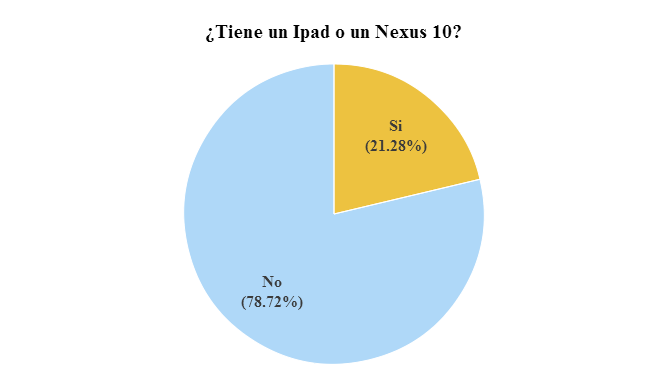 ¿Tiene un Ipad o un Nexus 10?
Si
(21.28%)
No
(78.72%)